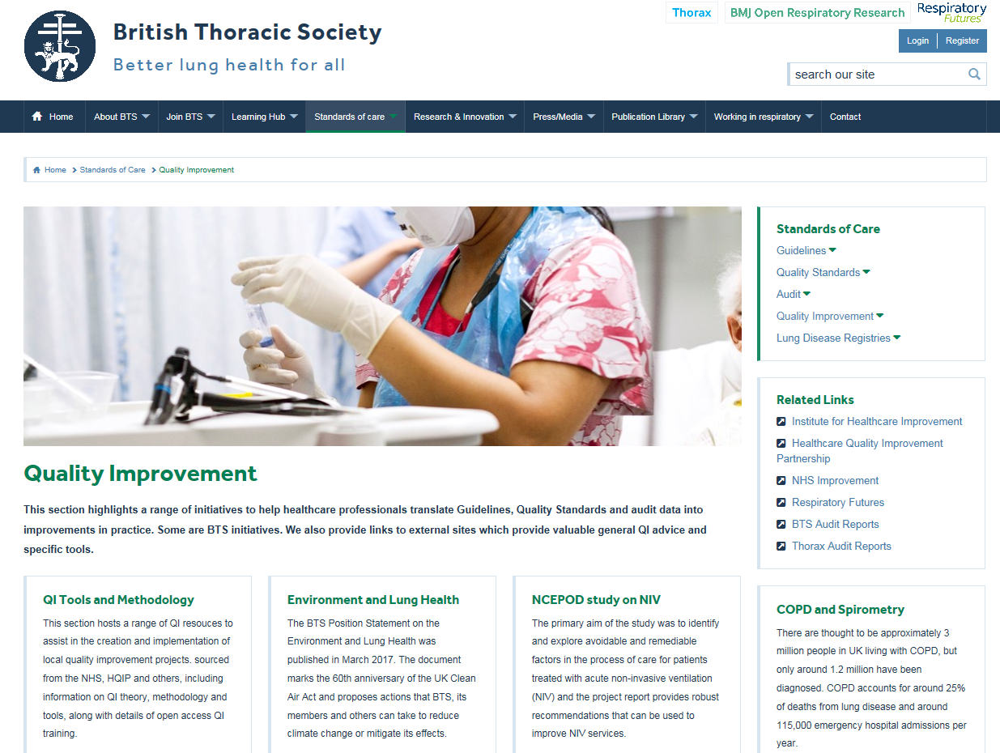 Thorax
BMJ Open Respiratory Research
Respiratory
Futures
British Thoracic Society
Better lung health for all
Login
Register
search our site
Home
About BTS
Join BTS
Learning Hub
Standards of care
Research & Innovation
Press/Media
Publication Library
Working in respiratory
Contact
Home
Standards of Care
Quality Improvement
Quality Improvement
This section highlights a range of initiatives to help healthcare professionals translate Guidelines, Quality Standards and audit data into
improvements in practice. Some are BTS initiatives. We also provide links to external sites which provide valuable general QI advice and
specific tools.
QI Tools and Methodology
This section hosts a range of QI resouces to
assist in the creation and implementation of
local quality improvement projects. sourced
from the NHS, HQIP and others, including
information on QI theory, methodology and
tools, along with details of open access QI
training.
Environment and Lung Health
The BTS Position Statement on the
Environment and Lung Health was
published in March 2017. The document
marks the 60th anniversary of the UK Clean
Air Act and proposes actions that BTS, its
members and others can take to reduce
climate change or mitigate its effects.
NCEPOD study on NIV
The primary aim of the study was to identify
and explore avoidable and remediable
factors in the process of care for patients
treated with acute non-invasive ventilation
(NIV) and the project report provides robust
recommendations that can be used to
improve NIV services.
Standards of Care
Guidelines
Quality Standards
Audit
Quality Improvement
Lung Disease Registries
Related Links
Institute for Healthcare Improvement
Healthcare Quality Improvement
Partnership
NHS Improvement
Respiratory Futures
BTS Audit Reports
Thorax Audit Reports
COPD and Spirometry
There are thought to be approximately 3
million people in UK living with COPD, but
only around 1.2 million have been
diagnosed. COPD accounts for around 25%
of deaths from lung disease and around
115,000 emergency hospital admissions per
year.